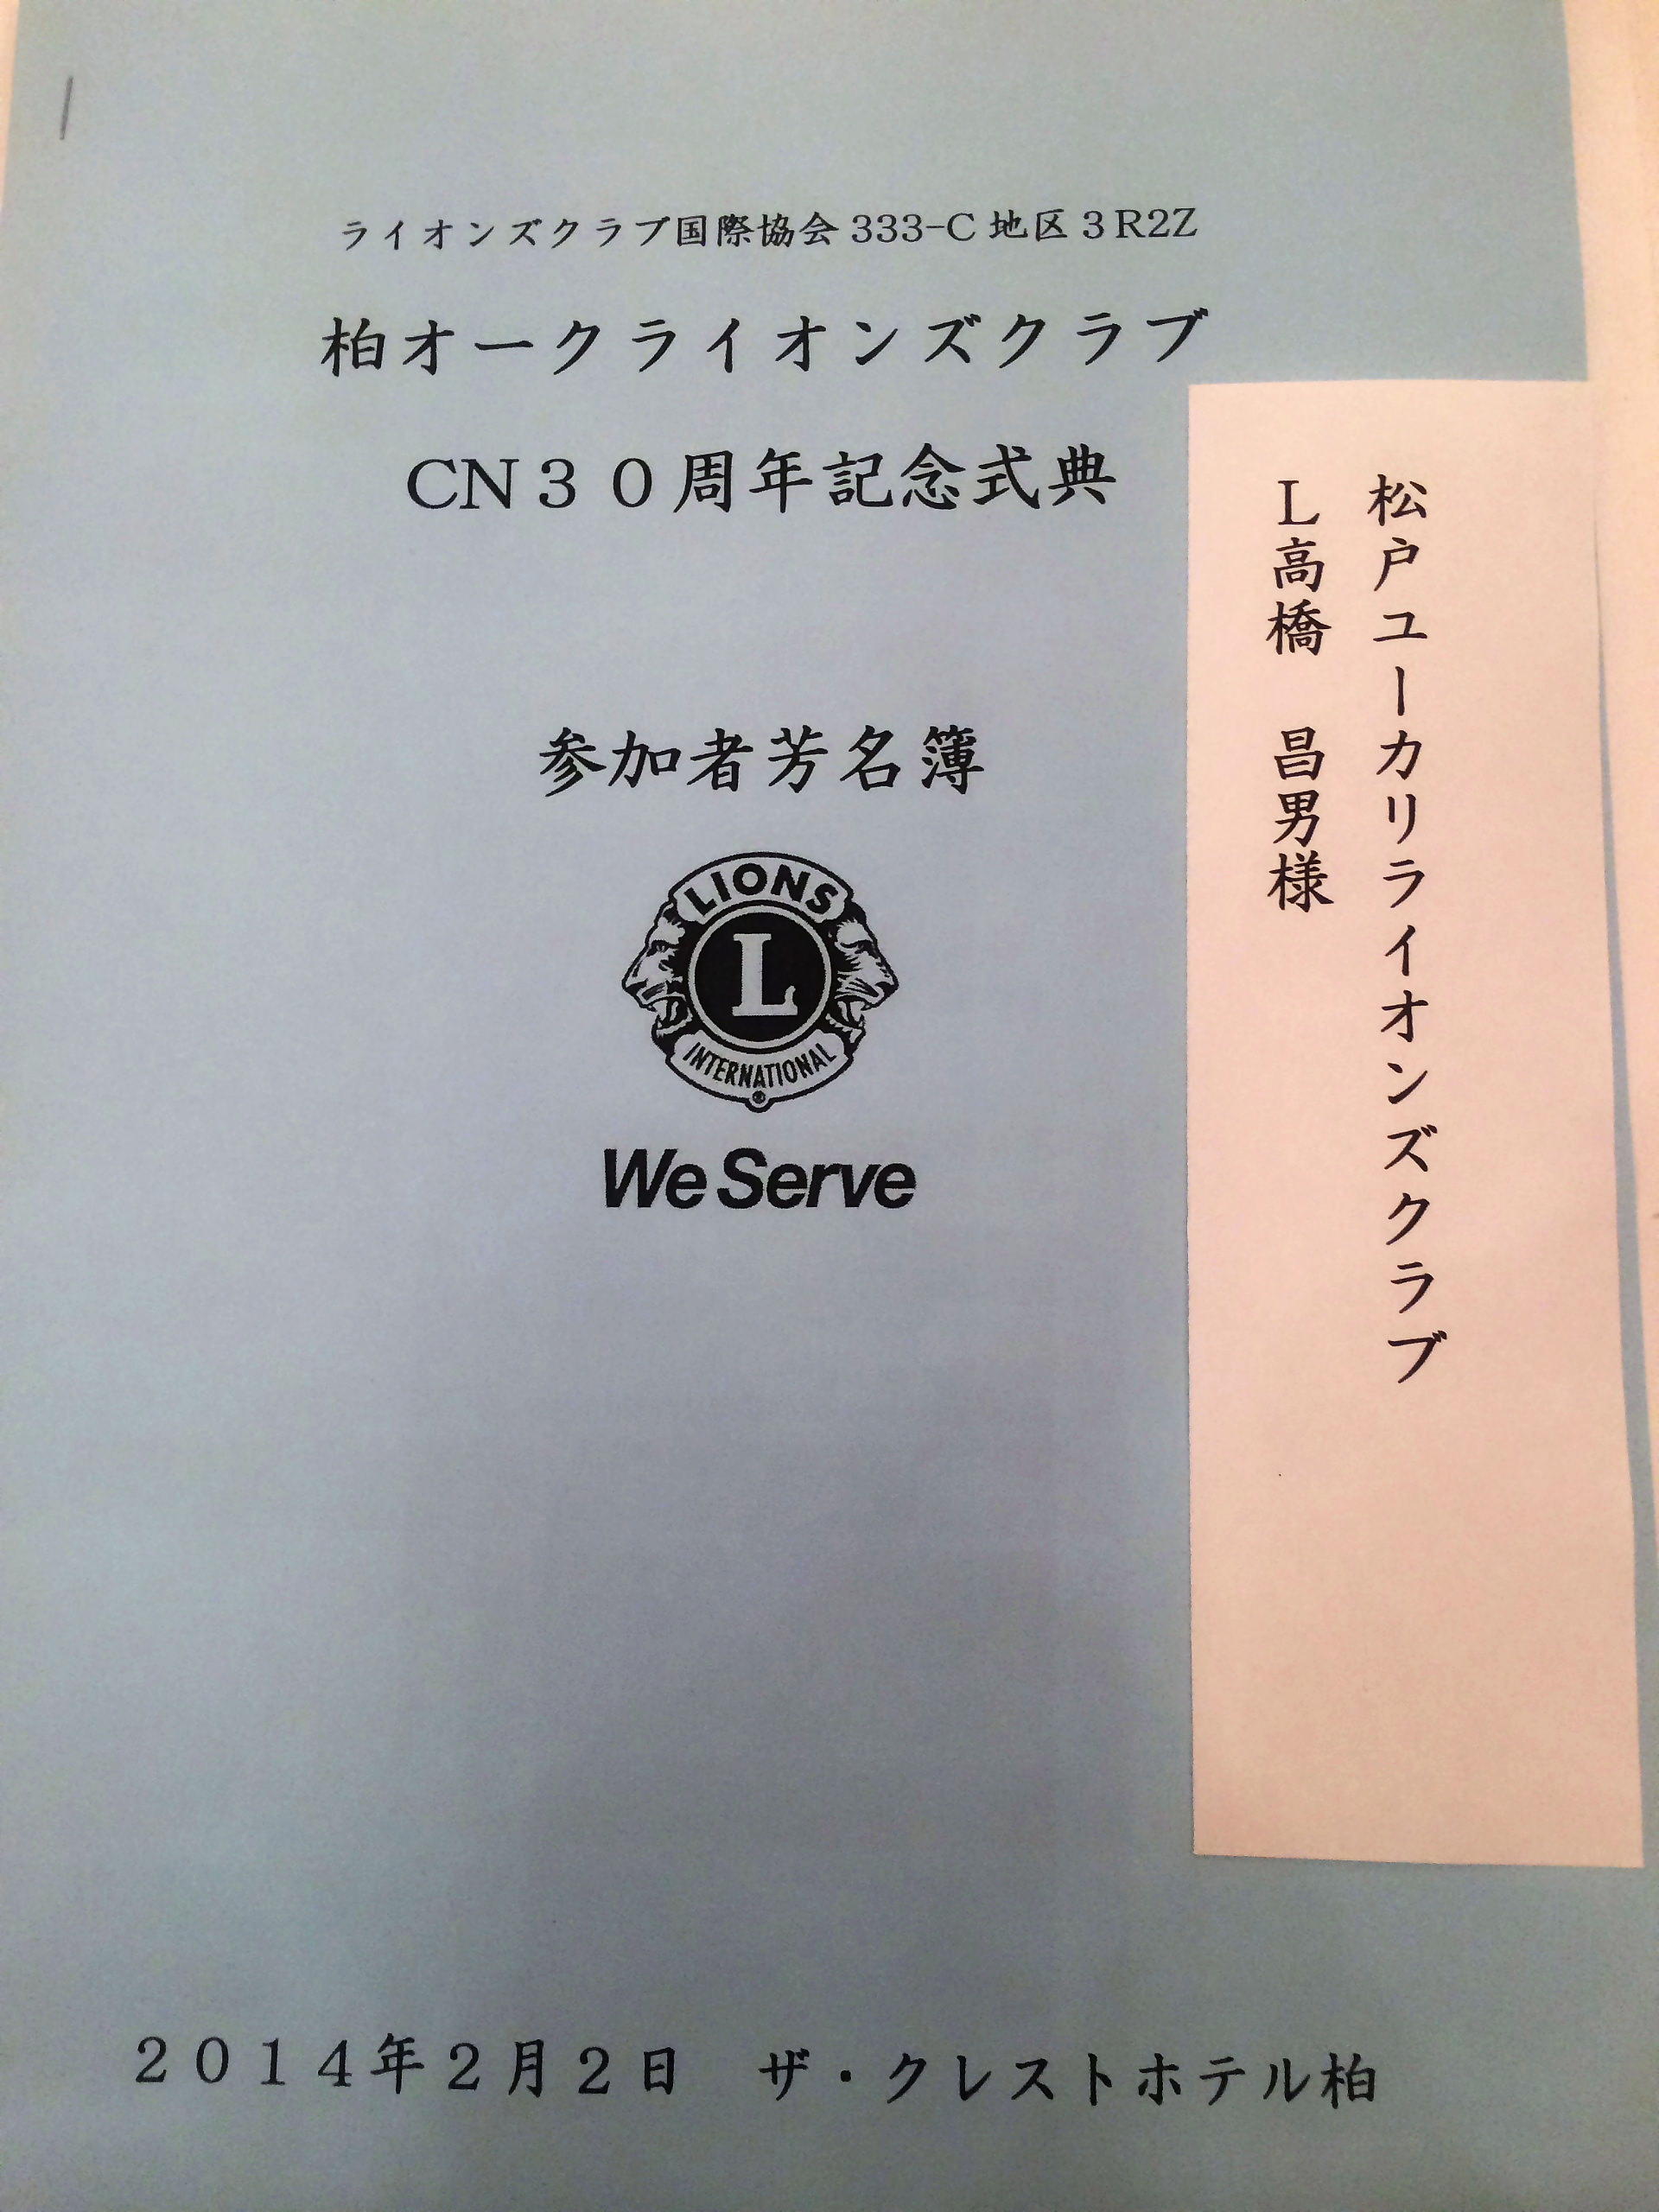 ライオンズクラブ国際協会 333-C 地区３R2Z
柏オークライオンズクラブ
CN３０周年記念式典
参加者芳名簿
LIONS
L
INTERNATIONAL
®
We Serve
松戸ユーカリライオンズクラブ
L高橋　昌男様
２０１４年２月２日　ザ・クレストホテル柏